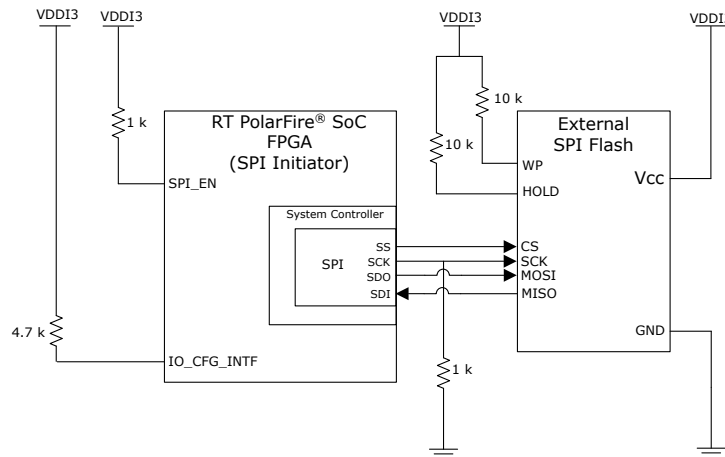 VDDI3
VDDI3
VDDI3
VDDI3
1 k
RT PolarFire® SoC
FPGA
(SPI Initiator)
10 k
10 k
External
SPI Flash
WP
Vcc
SPI_EN
HOLD
System Controller
SPI
SS
SCK
SDO
SDI
CS
SCK
MOSI
MISO
GND
4.7 k
IO_CFG_INTF
1 k